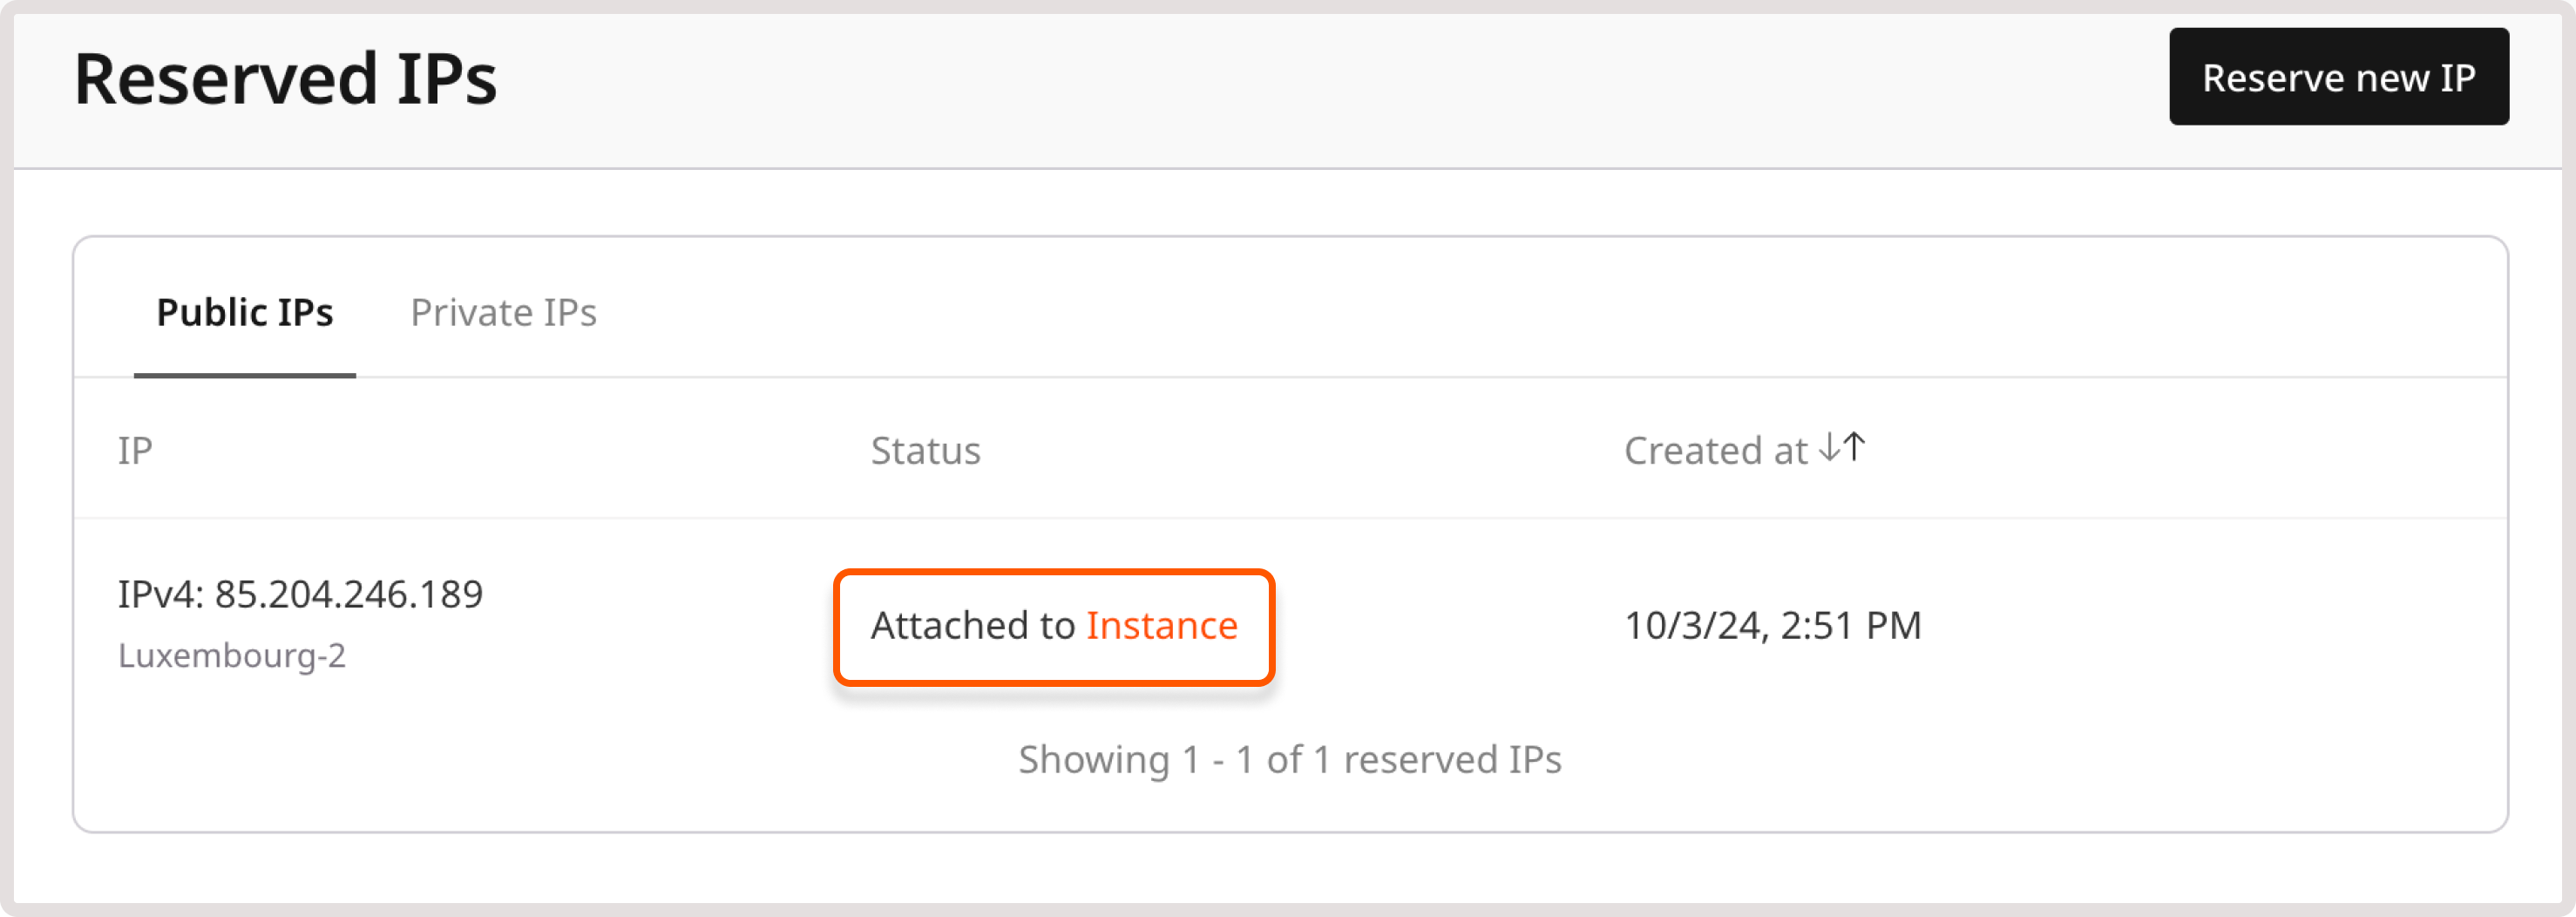 Reserved IPs
Reserve new IP
Public IPs
Private IPs
IP
Status
Created at
IPv4: 85.204.246.189
Luxembourg-2
Attached to Instance
10/3/24, 2:51 PM
Showing 1 - 1 of 1 reserved IPs